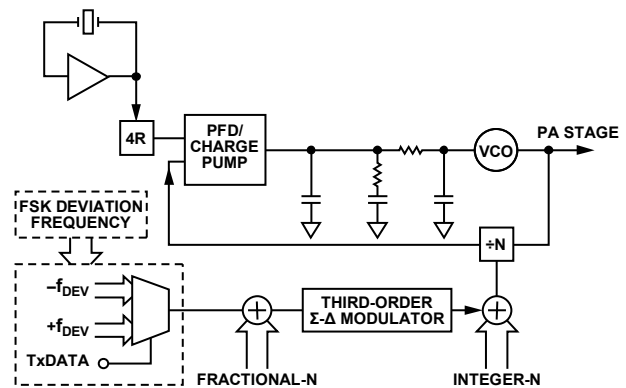 4R
PFD/
CHARGE
PUMP
VCO
PA STAGE
FSK DEVIATION
FREQUENCY
÷N
–fDEV
+fDEV
TxDATA
THIRD-ORDER
Σ-Δ MODULATOR
FRACTIONAL-N
INTEGER-N